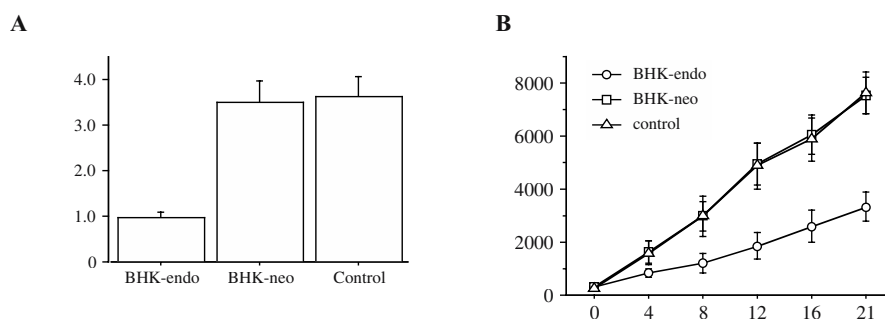 A
4.0
3.0
2.0
1.0
0
BHK-endo BHK-neo Control
B
8000
6000
4000
2000
0
BHK-endo
BHK-neo
control
0 4 8 12 16 21